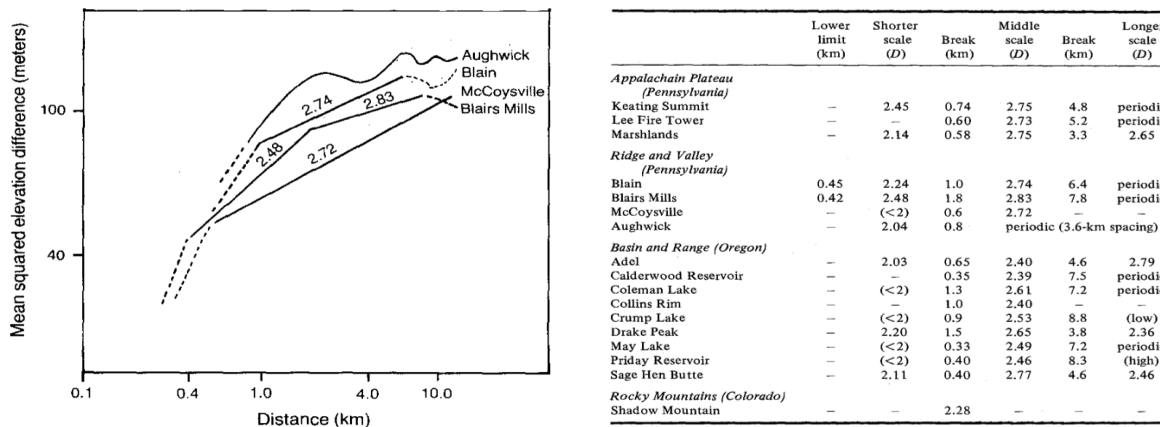 Mean squared elevation difference (meters)
100
40
0.1 0.4 1.0 4.0 10.0
Distance (km)
Aughwick
Blain
McCoysville
Blairs Mills
2.74
2.83
2.48
2.72
Lower Shorter Middle Longer
limit scale Break scale Break scale
(km) (D) (km) (D) (km) (D)
Appalachain Plateau
(Pennsylvania)
Keating Summit – 2.45 0.74 2.75 4.8 periodi
Lee Fire Tower – – 0.60 2.73 5.2 periodi
Marshlands – 2.14 0.58 2.75 3.3 2.65
Ridge and Valley
(Pennsylvania)
Blain 0.45 2.24 1.0 2.74 6.4 periodi
Blairs Mills 0.42 2.48 1.8 2.83 7.8 periodi
McCoysville – (<2) 0.6 2.72 – –
Aughwick – 2.04 0.8 periodic (3.6-km spacing)
Basin and Range (Oregon)
Adel – 2.03 0.65 2.40 4.6 2.79
Calderwood Reservoir – – 0.35 2.39 7.5 periodi
Coleman Lake – (<2) 1.3 2.61 7.2 periodi
Collins Rim – – 1.0 2.40 – –
Crump Lake – (<2) 0.9 2.53 8.8 (low)
Drake Peak – 2.20 1.5 2.65 3.8 2.36
May Lake – (<2) 0.33 2.49 7.2 periodi
Priday Reservoir – (<2) 0.40 2.46 8.3 (high)
Sage Hen Butte – 2.11 0.40 2.77 4.6 2.46
Rocky Mountains (Colorado)
Shadow Mountain – – 2.28 – – –